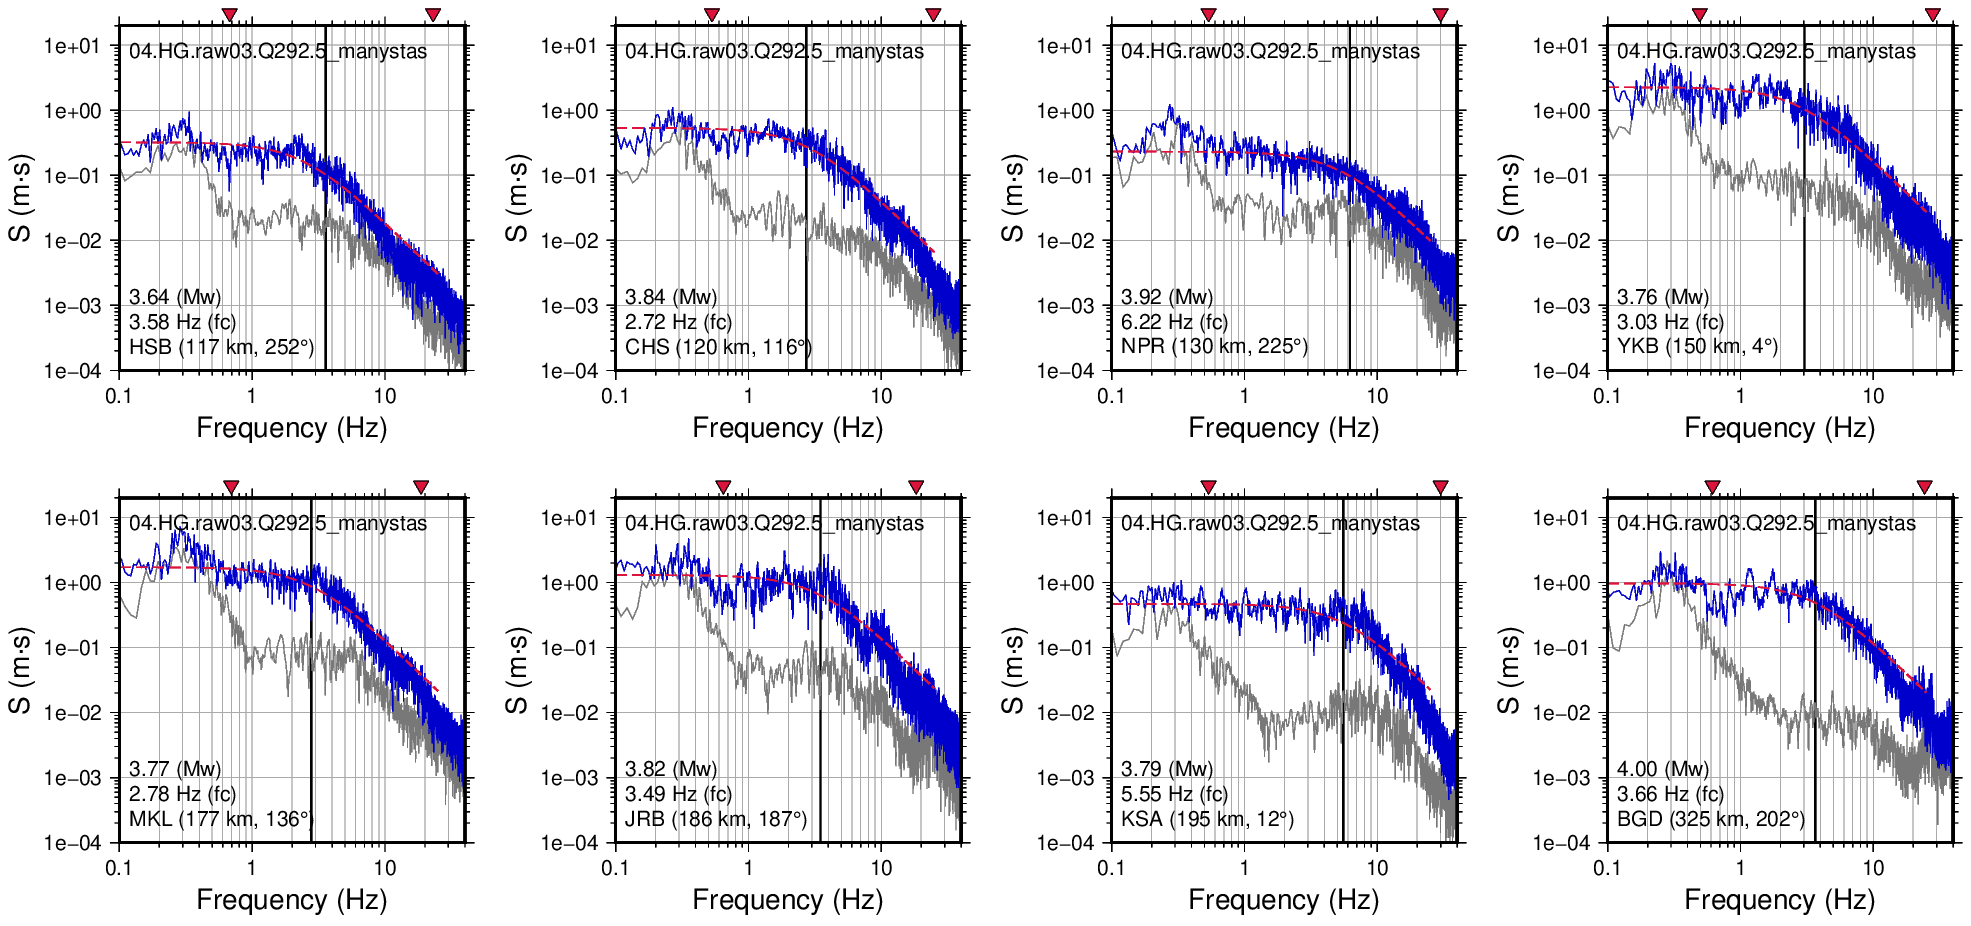 04.HG.raw03.Q292.5_manystas
1e+01
1e+00
1e−01
1e−02
1e−03
1e−04
S (m·s)
3.64 (Mw)
3.58 Hz (fc)
HSB (117 km, 252°)
0.1 1 10
Frequency (Hz)
04.HG.raw03.Q292.5_manystas
1e+01
1e+00
1e−01
1e−02
1e−03
1e−04
S (m·s)
3.84 (Mw)
2.72 Hz (fc)
CHS (120 km, 116°)
0.1 1 10
Frequency (Hz)
04.HG.raw03.Q292.5_manystas
1e+01
1e+00
1e−01
1e−02
1e−03
1e−04
S (m·s)
3.92 (Mw)
6.22 Hz (fc)
NPR (130 km, 225°)
0.1 1 10
Frequency (Hz)
04.HG.raw03.Q292.5_manystas
1e+01
1e+00
1e−01
1e−02
1e−03
1e−04
S (m·s)
3.76 (Mw)
3.03 Hz (fc)
YKB (150 km, 4°)
0.1 1 10
Frequency (Hz)
04.HG.raw03.Q292.5_manystas
1e+01
1e+00
1e−01
1e−02
1e−03
1e−04
S (m·s)
3.77 (Mw)
2.78 Hz (fc)
MKL (177 km, 136°)
0.1 1 10
Frequency (Hz)
04.HG.raw03.Q292.5_manystas
1e+01
1e+00
1e−01
1e−02
1e−03
1e−04
S (m·s)
3.82 (Mw)
3.49 Hz (fc)
JRB (186 km, 187°)
0.1 1 10
Frequency (Hz)
04.HG.raw03.Q292.5_manystas
1e+01
1e+00
1e−01
1e−02
1e−03
1e−04
S (m·s)
3.79 (Mw)
5.55 Hz (fc)
KSA (195 km, 12°)
0.1 1 10
Frequency (Hz)
04.HG.raw03.Q292.5_manystas
1e+01
1e+00
1e−01
1e−02
1e−03
1e−04
S (m·s)
4.00 (Mw)
3.66 Hz (fc)
BGD (325 km, 202°)
0.1 1 10
Frequency (Hz)